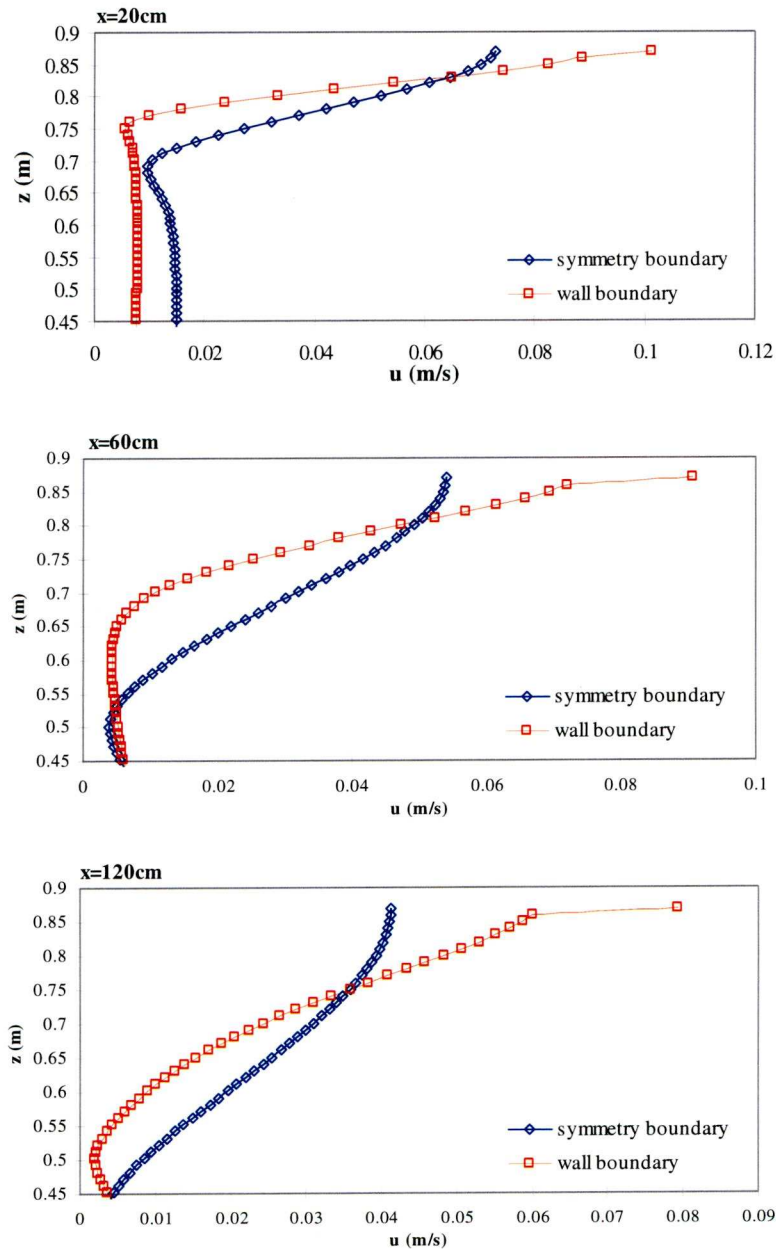 x=20cm
0.9
0.85
0.8
0.75
0.7
0.65
0.6
0.55
0.5
0.45
z (m)
symmetry boundary
wall boundary
0 0.02 0.04 0.06 0.08 0.1 0.12
u (m/s)
x=60cm
0.9
0.85
0.8
0.75
0.7
0.65
0.6
0.55
0.5
0.45
z (m)
symmetry boundary
wall boundary
0 0.02 0.04 0.06 0.08 0.1
u (m/s)
x=120cm
0.9
0.85
0.8
0.75
0.7
0.65
0.6
0.55
0.5
0.45
z (m)
symmetry boundary
wall boundary
0 0.01 0.02 0.03 0.04 0.05 0.06 0.07 0.08 0.09
u (m/s)